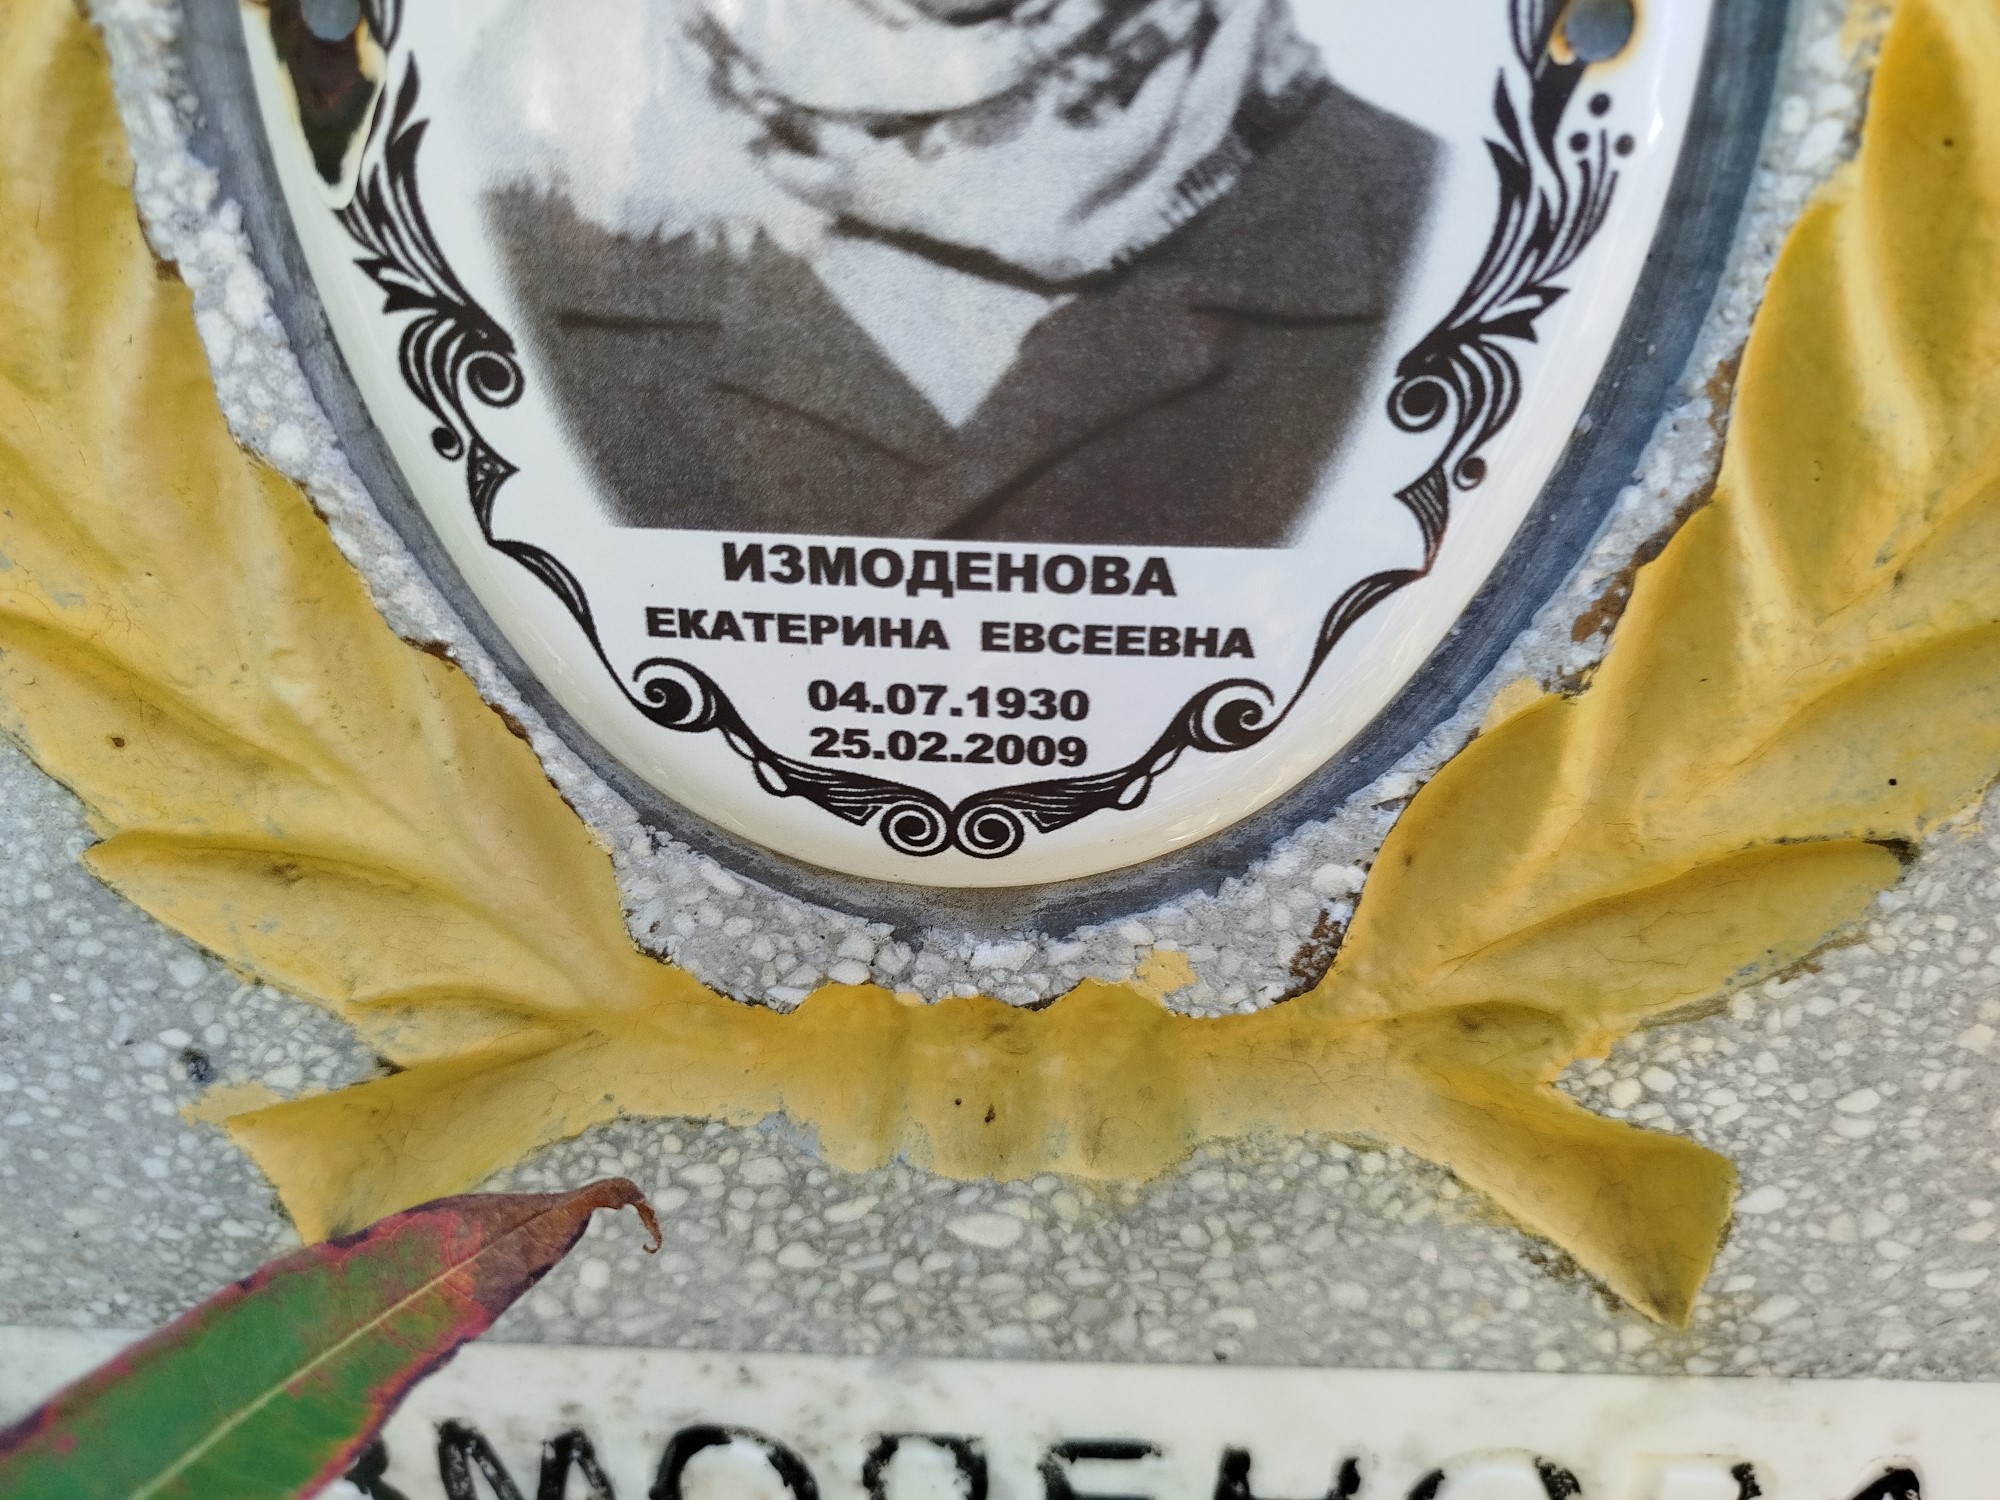 ИЗМОДЕНОВА
ЕКАТЕРИНА ЕВСЕЕВНА
04.07.1930
25.02.2009